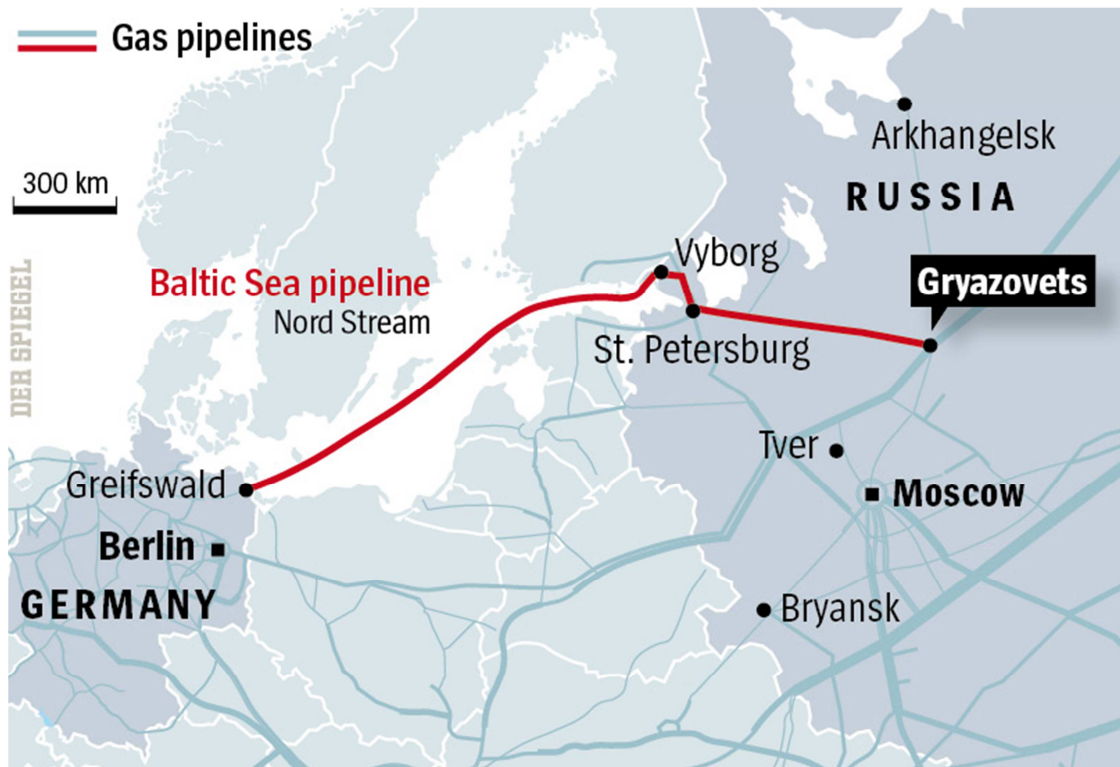 Gas pipelines
300 km
DER SPIEGEL
Arkhangelsk
RUSSIA
Vyborg
Baltic Sea pipeline
Nord Stream
Gryazovets
St. Petersburg
Tver
Greifswald
Moscow
Berlin
GERMANY
Bryansk